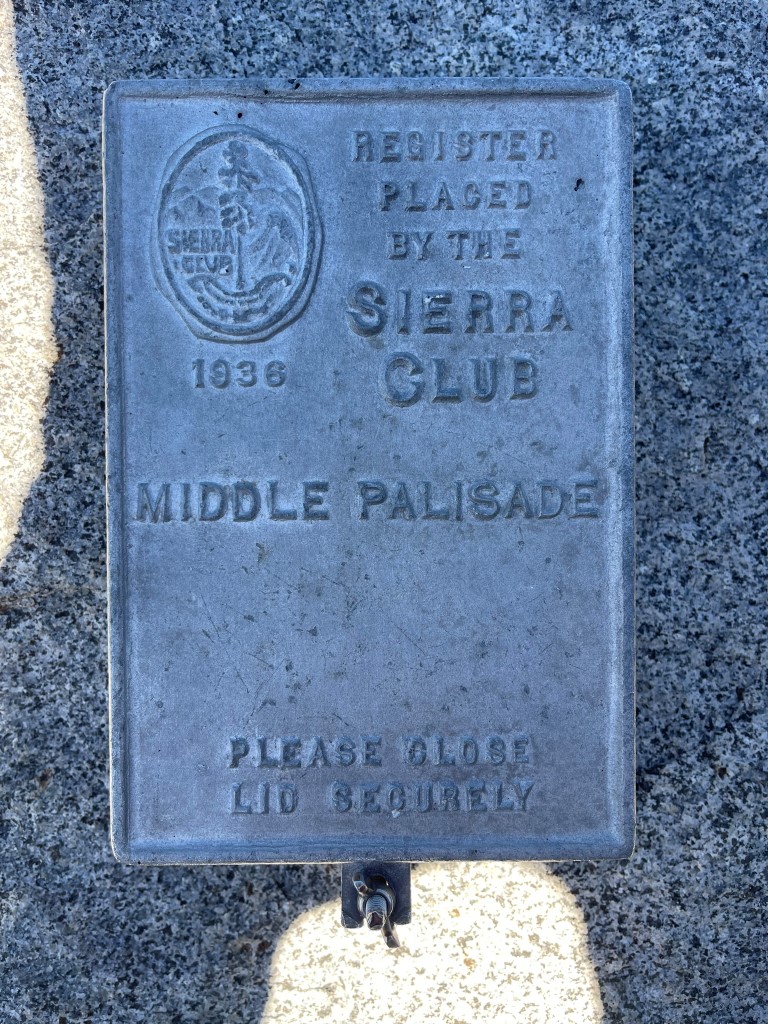 SIERRA
CLUB
1936
REGISTER
PLACED
BY THE
SIERRA
CLUB
MIDDLE PALISADE
PLEASE CLOSE
LID SECURELY